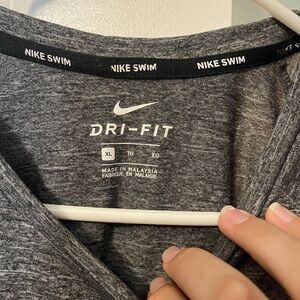 NIKE SWIM NIKE SWIM NIKE SWIM
DRI-FIT
XL TG EG
MADE IN MALAYSIA
FABRIQUÉ EN MALAISIE